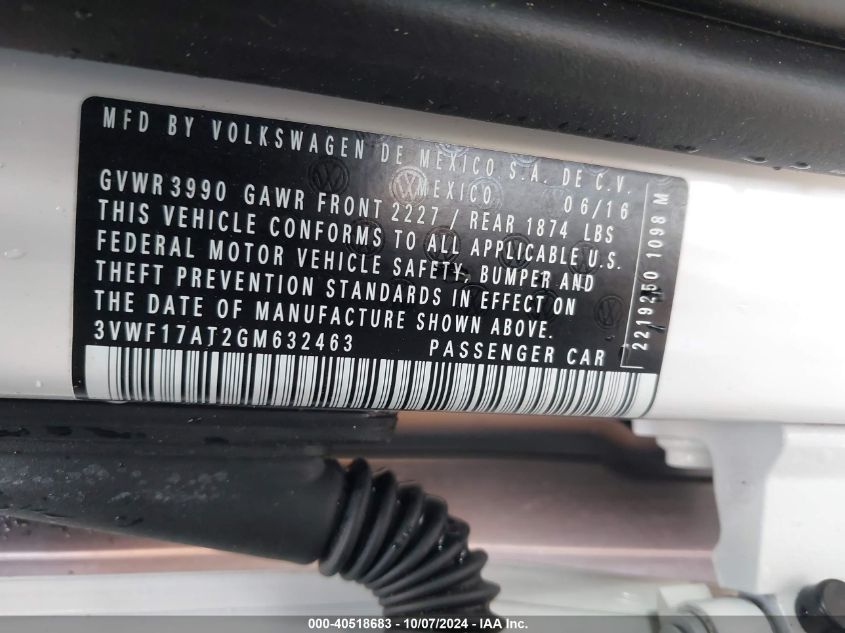 MFD BY VOLKSWAGEN DE MEXICO S.A. DE C.V.
MEXICO 06/16
GVWR 3990 GAWR FRONT 2227 / REAR 1874 LBS
THIS VEHICLE CONFORMS TO ALL APPLICABLE U.S.
FEDERAL MOTOR VEHICLE SAFETY, BUMPER AND
THEFT PREVENTION STANDARDS IN EFFECT ON
THE DATE OF MANUFACTURE SHOWN ABOVE.
3VWF17AT2GM632463 PASSENGER CAR
2219250 1098 M
000-40518683 - 10/07/2024 - IAA Inc.